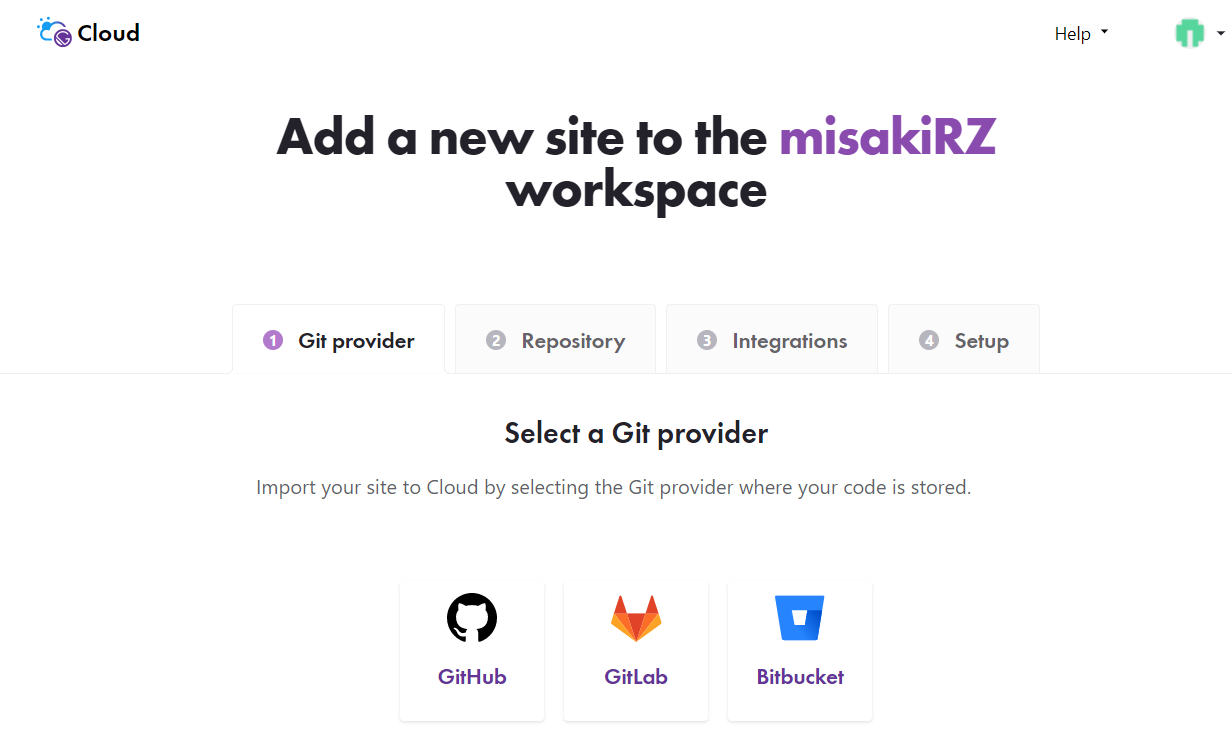 Cloud
Help
Add a new site to the misakiRZ
workspace
1 Git provider
2 Repository
3 Integrations
4 Setup
Select a Git provider
Import your site to Cloud by selecting the Git provider where your code is stored.
GitHub
GitLab
Bitbucket